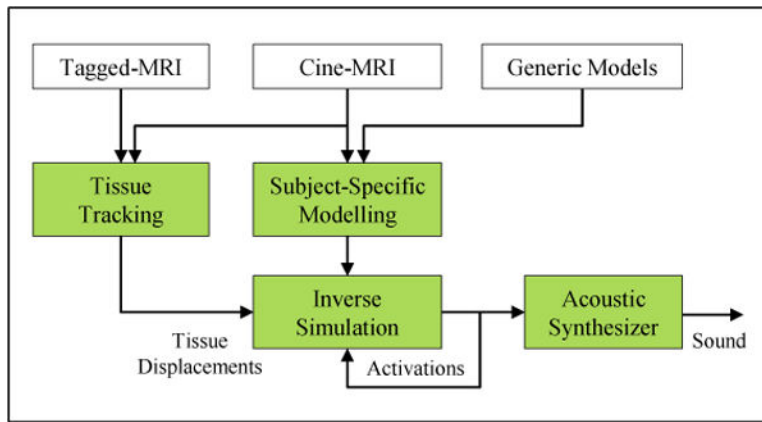 Tagged-MRI
Cine-MRI
Generic Models
Tissue
Tracking
Subject-Specific
Modelling
Inverse
Simulation
Acoustic
Synthesizer
Tissue
Displacements
Activations
Sound